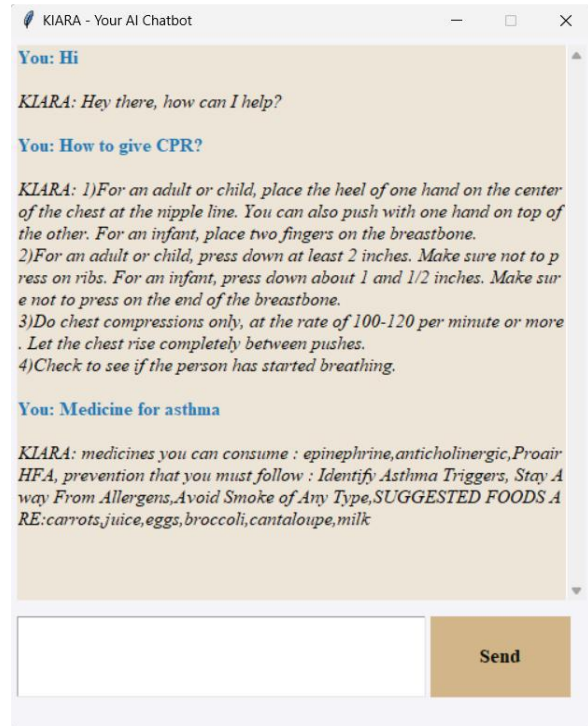 KIARA - Your AI Chatbot
You: Hi
KIARA: Hey there, how can I help?
You: How to give CPR?
KIARA: 1)For an adult or child, place the heel of one hand on the center
of the chest at the nipple line. You can also push with one hand on top of
the other. For an infant, place two fingers on the breastbone.
2)For an adult or child, press down at least 2 inches. Make sure not to p
ress on ribs. For an infant, press down about 1 and 1/2 inches. Make sur
e not to press on the end of the breastbone.
3)Do chest compressions only, at the rate of 100-120 per minute or more
. Let the chest rise completely between pushes.
4)Check to see if the person has started breathing.
You: Medicine for asthma
KIARA: medicines you can consume : epinephrine,anticholinergic,Proair
HFA, prevention that you must follow : Identify Asthma Triggers, Stay A
way From Allergens,Avoid Smoke of Any Type,SUGGESTED FOODS A
RE:carrots,juice,eggs,broccoli,cantaloupe,milk
Send